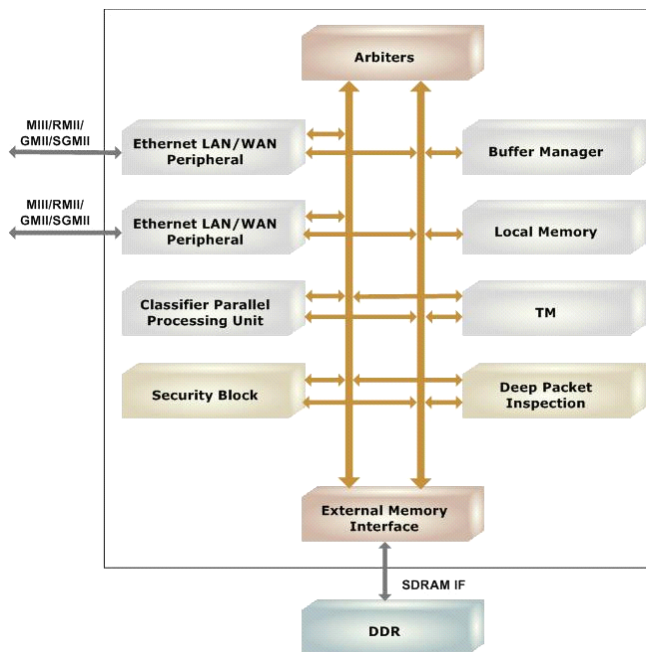 Arbiters
MIII/RMII/
GMII/SGMII
Ethernet LAN/WAN
Peripheral
Buffer Manager
MIII/RMII/
GMII/SGMII
Ethernet LAN/WAN
Peripheral
Local Memory
Classifier Parallel
Processing Unit
TM
Security Block
Deep Packet
Inspection
External Memory
Interface
SDRAM IF
DDR